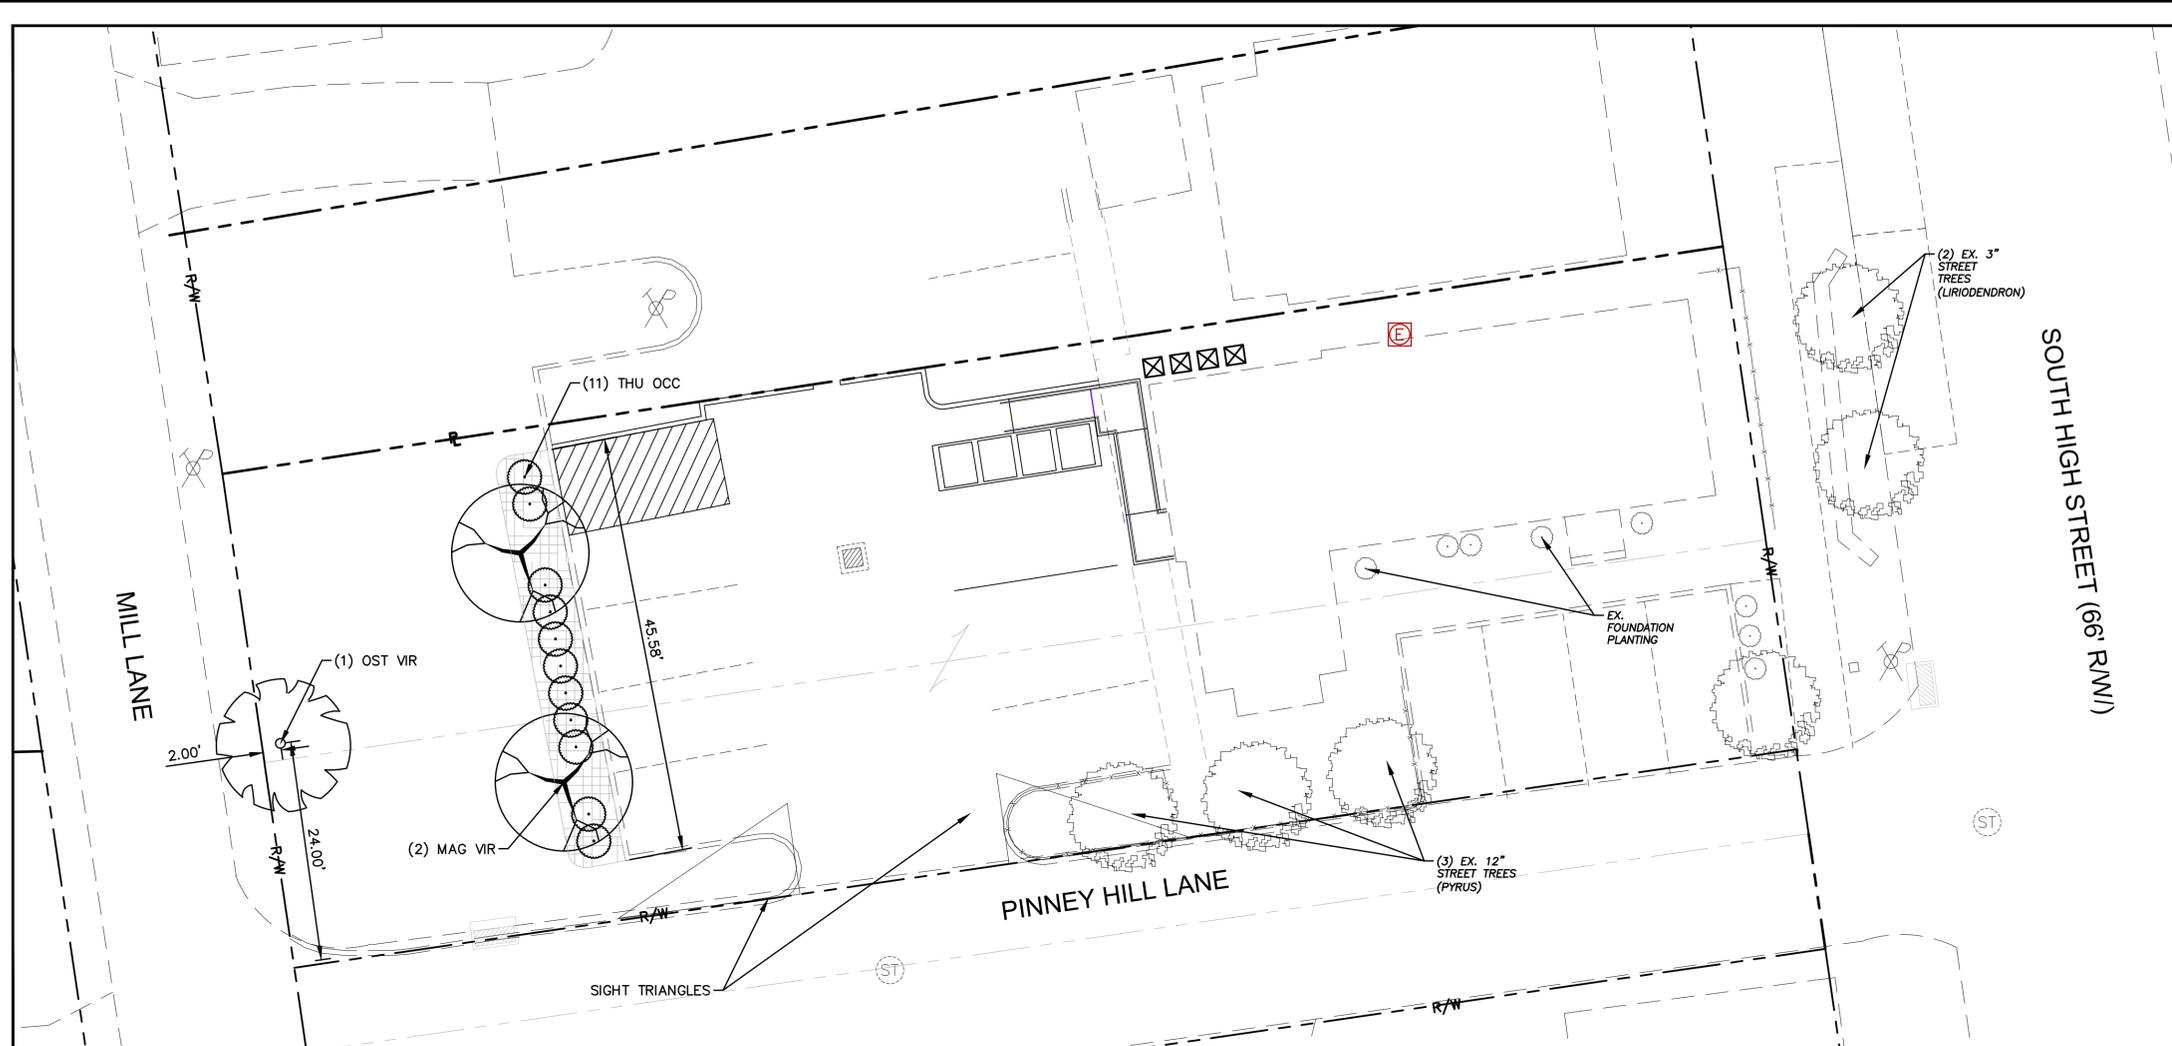 (2) EX. 3"
STREET
TREES
(LIRIODENDRON)
R/W
E
SOUTH HIGH STREET (66' R/W/)
(11) THU OCC
PL
R/W
MILL LANE
45.58'
EX.
FOUNDATION
PLANTING
(1) OST VIR
2.00'
24.00'
R/W
(2) MAG VIR
(3) EX. 12"
STREET TREES
(PYRUS)
ST
PINNEY HILL LANE
R/W
ST
SIGHT TRIANGLES
R/W